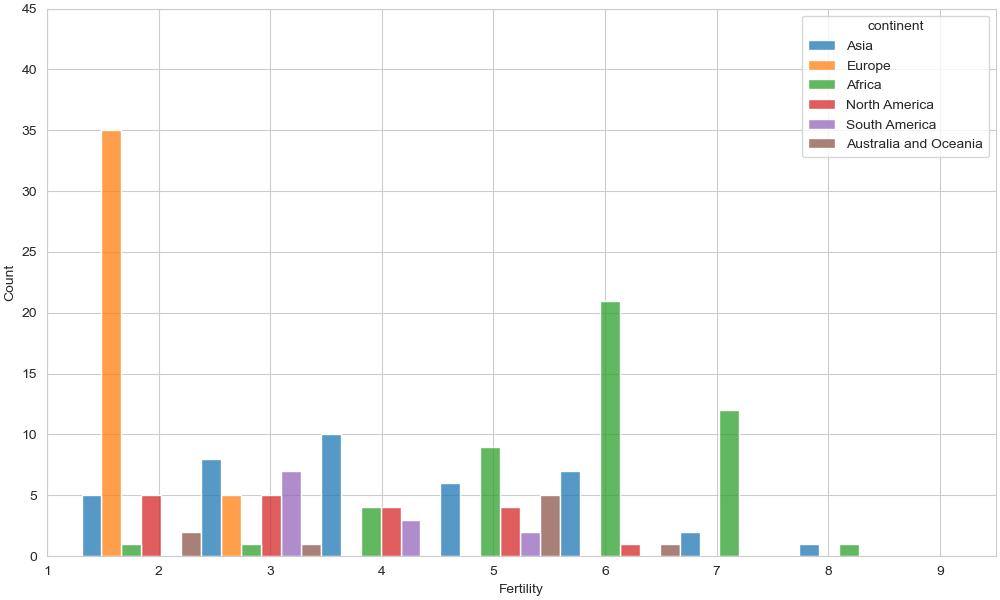 45
40
35
30
25
20
15
10
5
0
Count
1 2 3 4 5 6 7 8 9
Fertility
continent
Asia
Europe
Africa
North America
South America
Australia and Oceania